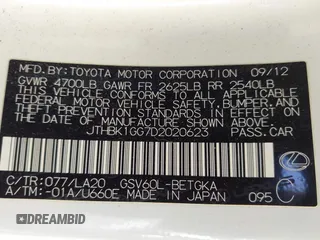 MFD. BY: TOYOTA MOTOR CORPORATION 09/12
GVWR 4700LB GAWR FR 2625LB RR 2540LB
THIS VEHICLE CONFORMS TO ALL APPLICABLE
FEDERAL MOTOR VEHICLE SAFETY, BUMPER,
AND THEFT PREVENTION STANDARDS IN EFFECT
ON THE DATE OF MANUFACTURE SHOWN ABOVE.
JTHBK1GG7D2020623 PASS.CAR
C/TR: 077/LA20 GSV60L-BETGKA
A/TM: -01A/U660E MADE IN JAPAN 095 C
DREAMBID